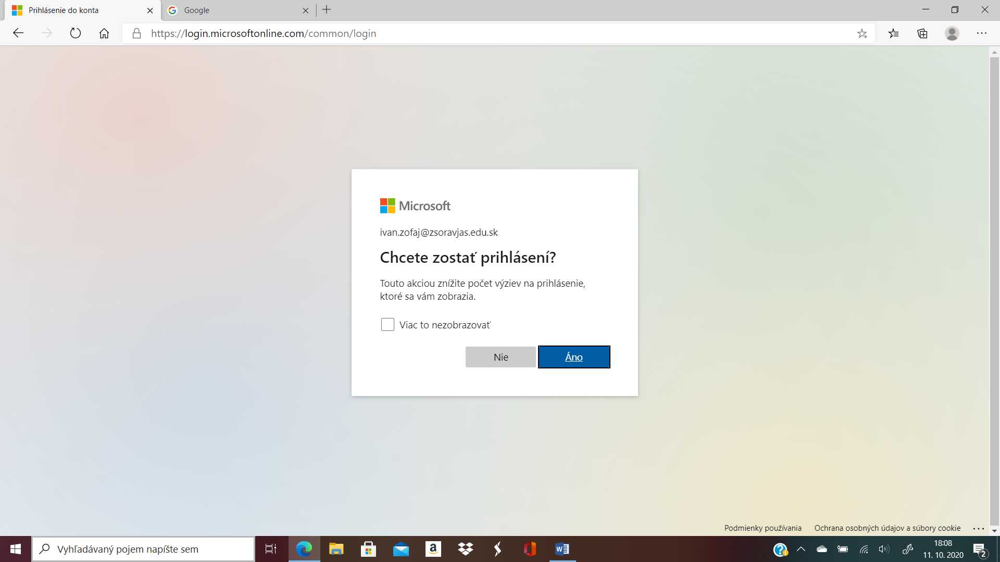 Prihlásenie do konta
Google
https://login.microsoftonline.com/common/login
Microsoft
ivan.zofaj@zsoravjas.edu.sk
Chcete zostať prihlásení?
Touto akciou znížite počet výziev na prihlásenie,
ktoré sa vám zobrazia.
Viac to nezobrazovať
Nie
Áno
Podmienky používania
Ochrana osobných údajov a súbory cookie
Vyhľadávaný pojem napíšte sem
18:08
11. 10. 2020
2